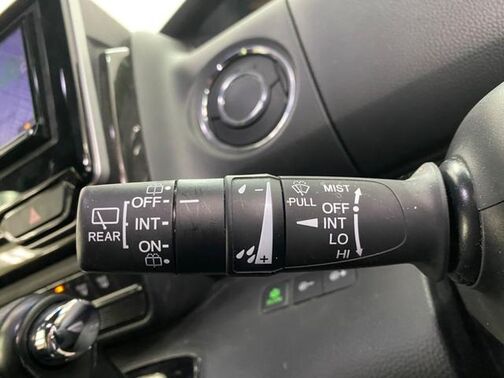 OFF
INT
ON
REAR
-
+
MIST
PULL
OFF
INT
LO
HI